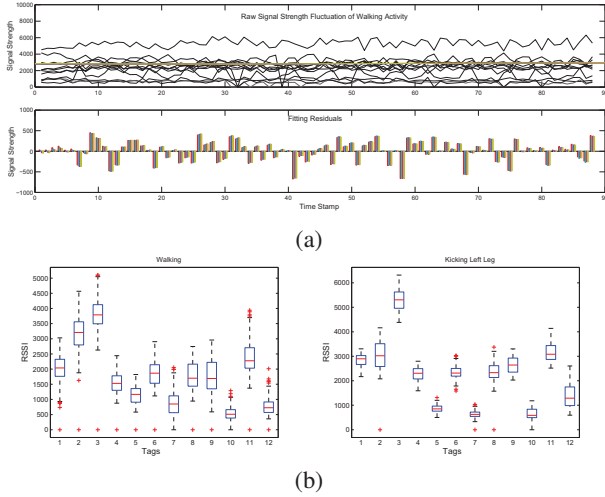 Raw Signal Strength Fluctuation of Walking Activity
Signal Strength
10000
8000
6000
4000
2000
0
0 10 20 30 40 50 60 70 80 90
Fitting Residuals
Signal Strength
1000
500
0
−500
−1000
0 10 20 30 40 50 60 70 80 90
Time Stamp
(a)
Walking
RSSI
5000
4500
4000
3500
3000
2500
2000
1500
1000
500
0
1 2 3 4 5 6 7 8 9 10 11 12
Tags
Kicking Left Leg
RSSI
6000
5000
4000
3000
2000
1000
0
1 2 3 4 5 6 7 8 9 10 11 12
Tags
(b)